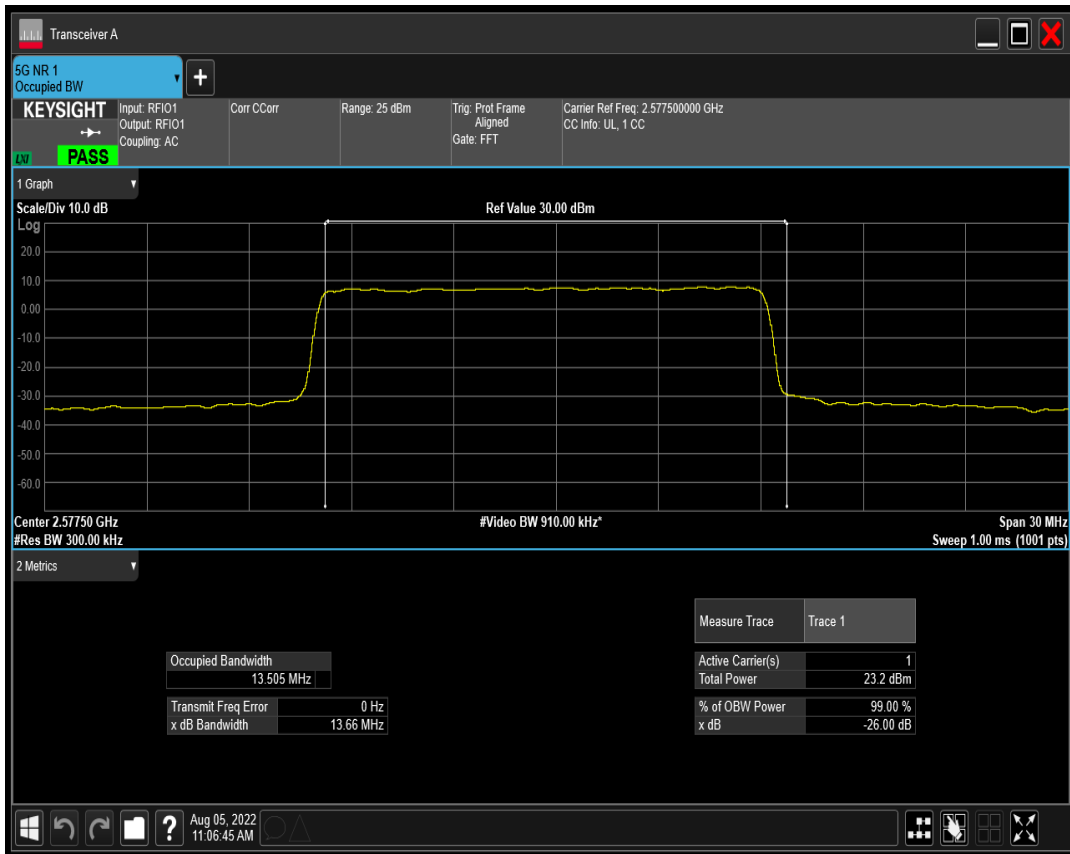 Transceiver A
5G NR 1
Occupied BW
+
KEYSIGHT
LXI
PASS
Input: RFIO1
Output: RFIO1
Coupling: AC
Corr CCorr
Range: 25 dBm
Trig: Prot Frame
Aligned
Gate: FFT
Carrier Ref Freq: 2.577500000 GHz
CC Info: UL, 1 CC
1 Graph
Scale/Div 10.0 dB
Ref Value 30.00 dBm
Log
20.0
10.0
0.00
-10.0
-20.0
-30.0
-40.0
-50.0
-60.0
Center 2.57750 GHz
#Video BW 910.00 kHz*
Span 30 MHz
#Res BW 300.00 kHz
Sweep 1.00 ms (1001 pts)
2 Metrics
Measure Trace Trace 1
Occupied Bandwidth
13.505 MHz
Active Carrier(s) 1
Total Power 23.2 dBm
Transmit Freq Error 0 Hz
x dB Bandwidth 13.66 MHz
% of OBW Power 99.00 %
x dB -26.00 dB
?
Aug 05, 2022
11:06:45 AM